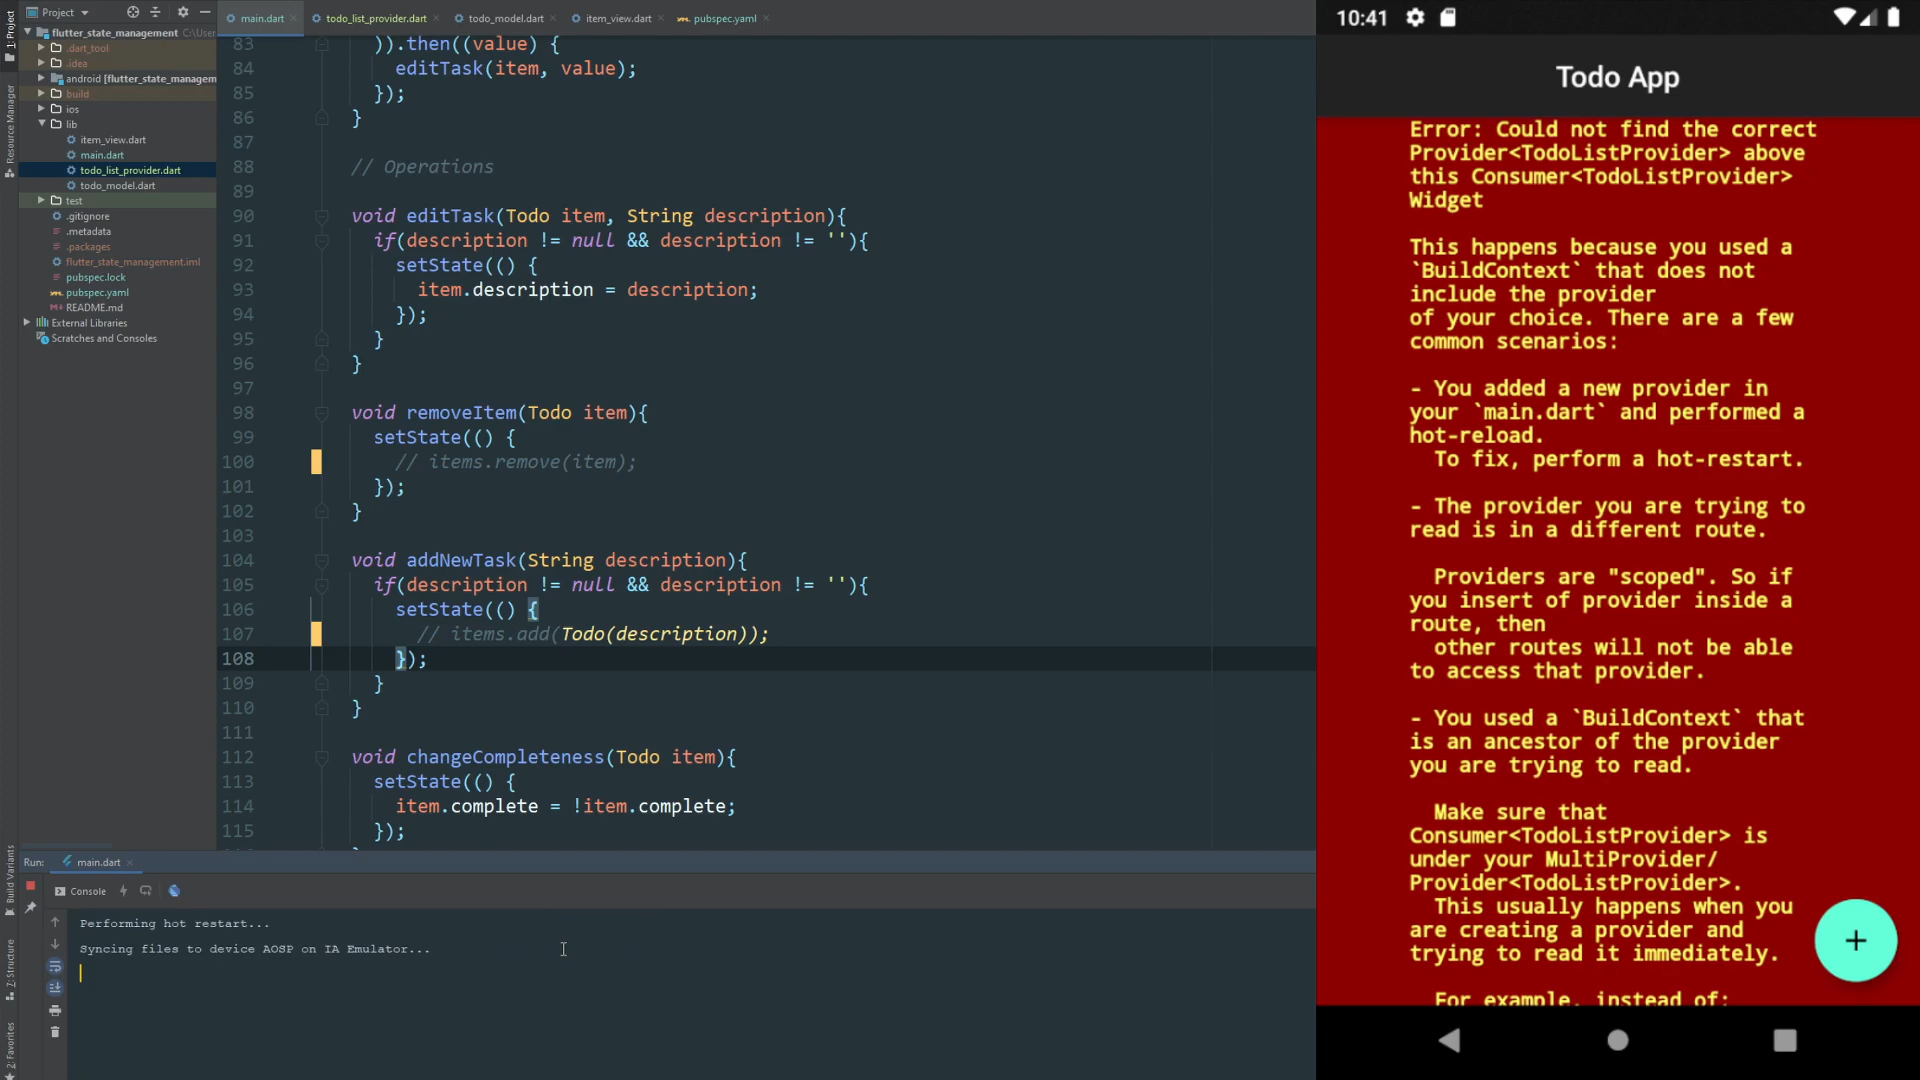 Project
main.dart
todo_list_provider.dart
todo_model.dart
item_view.dart
pubspec.yaml
1: Project
Resource Manager
Build Variants
Z: Structure
2: Favorites
flutter_state_management C:\User
.dart_tool
.idea
android [flutter_state_managem
build
ios
lib
item_view.dart
main.dart
todo_list_provider.dart
todo_model.dart
test
.gitignore
.metadata
.packages
flutter_state_management.iml
pubspec.lock
pubspec.yaml
README.md
External Libraries
Scratches and Consoles
83 )).then((value) {
84 editTask(item, value);
85 });
86 }
87
88 // Operations
89
90 void editTask(Todo item, String description){
91 if(description != null && description != ''){
92 setState(() {
93 item.description = description;
94 });
95 }
96 }
97
98 void removeItem(Todo item){
99 setState(() {
100 // items.remove(item);
101 });
102 }
103
104 void addNewTask(String description){
105 if(description != null && description != ''){
106 setState(() {
107 // items.add(Todo(description));
108 });
109 }
110 }
111
112 void changeCompleteness(Todo item){
113 setState(() {
114 item.complete = !item.complete;
115 });
Run: main.dart
Console
Performing hot restart...
Syncing files to device AOSP on IA Emulator...
10:41
Todo App
Error: Could not find the correct
Provider<TodoListProvider> above
this Consumer<TodoListProvider>
Widget
This happens because you used a
`BuildContext` that does not
include the provider
of your choice. There are a few
common scenarios:
- You added a new provider in
your `main.dart` and performed a
hot-reload.
To fix, perform a hot-restart.
- The provider you are trying to
read is in a different route.
Providers are "scoped". So if
you insert of provider inside a
route, then
other routes will not be able
to access that provider.
- You used a `BuildContext` that
is an ancestor of the provider
you are trying to read.
Make sure that
Consumer<TodoListProvider> is
under your MultiProvider/
Provider<TodoListProvider>.
This usually happens when you
are creating a provider and
trying to read it immediately.
For example, instead of: